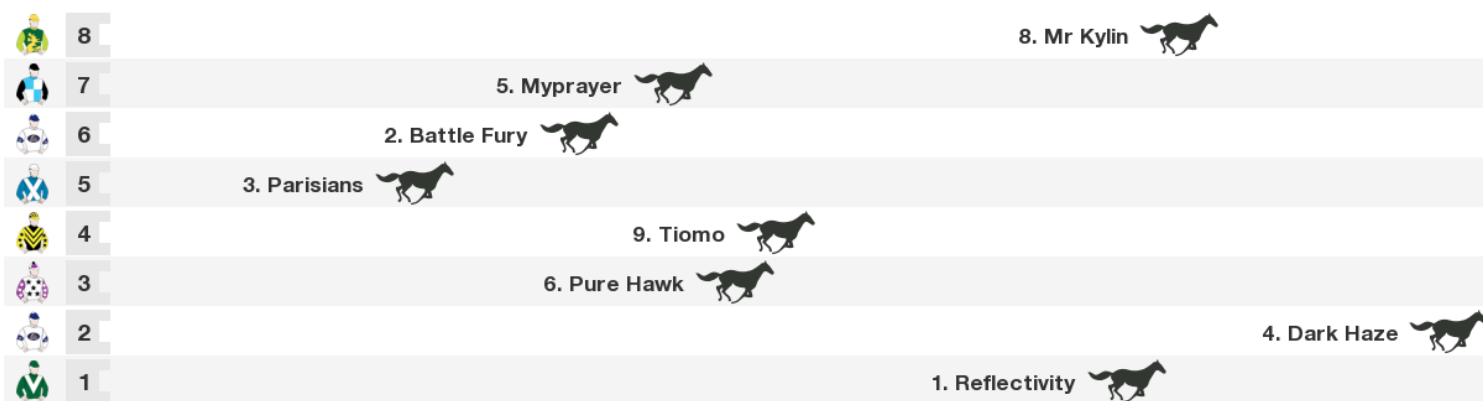 8 8. Mr Kylin
7 5. Myprayer
6 2. Battle Fury
5 3. Parisians
4 9. Tiomo
3 6. Pure Hawk
2 4. Dark Haze
1 1. Reflectivity